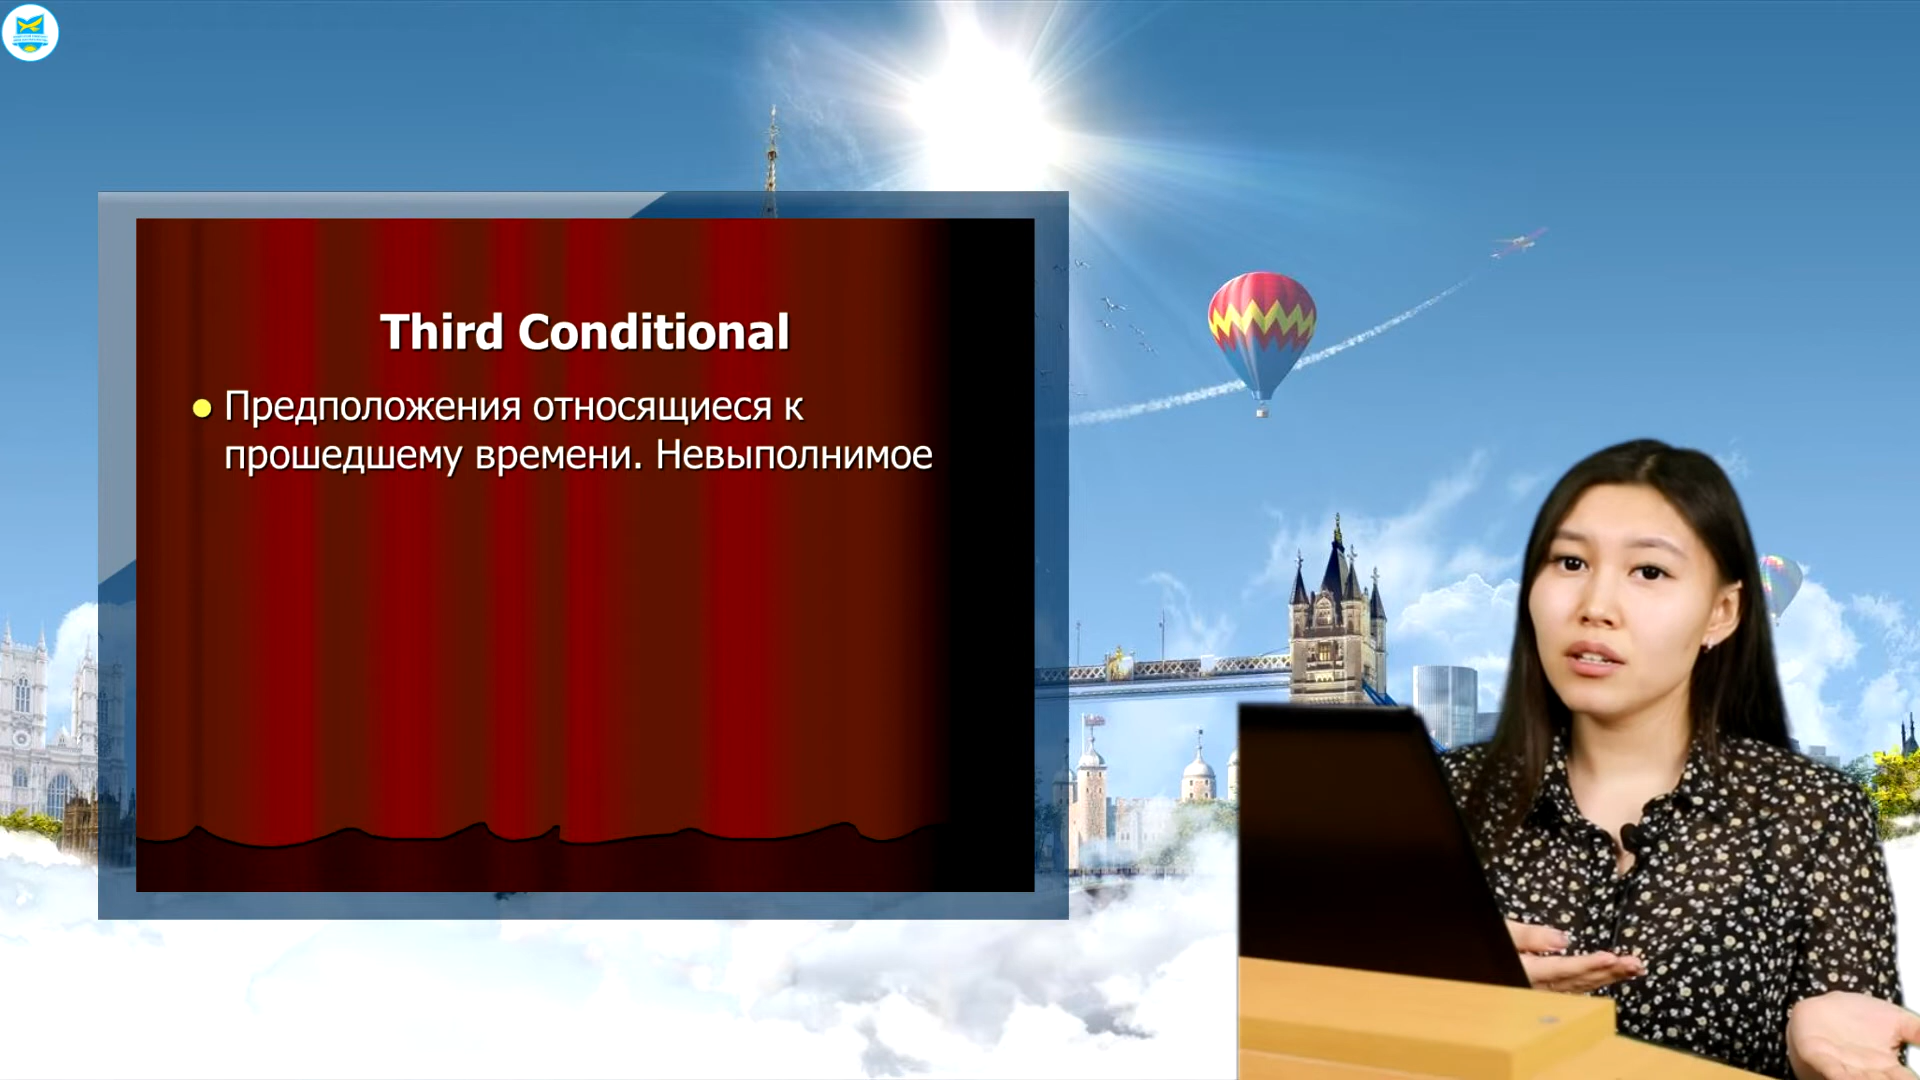 Third Conditional
Предположения относящиеся к
прошедшему времени. Невыполнимое